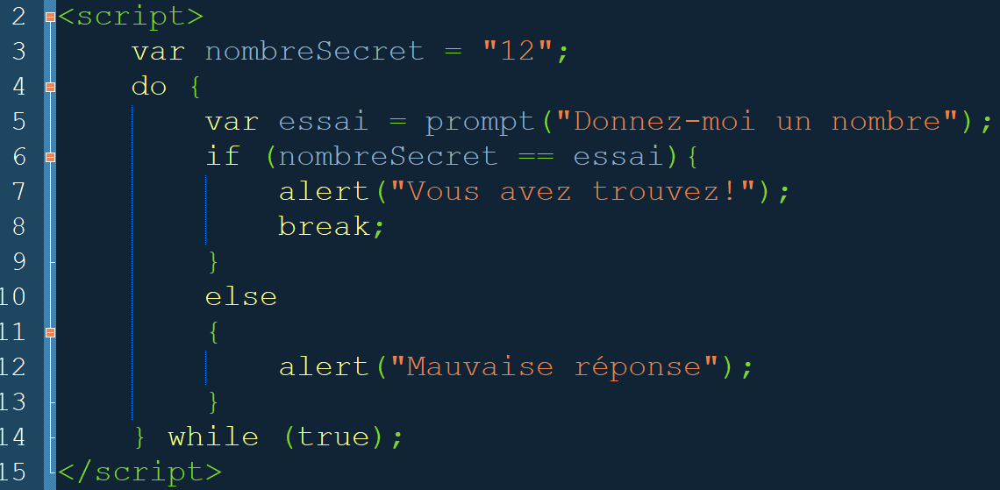 2 <script>
3 var nombreSecret = "12";
4 do {
5 var essai = prompt("Donnez-moi un nombre");
6 if (nombreSecret == essai){
7 alert("Vous avez trouvez!");
8 break;
9 }
10 else
11 {
12 alert("Mauvaise réponse");
13 }
14 } while (true);
15 </script>